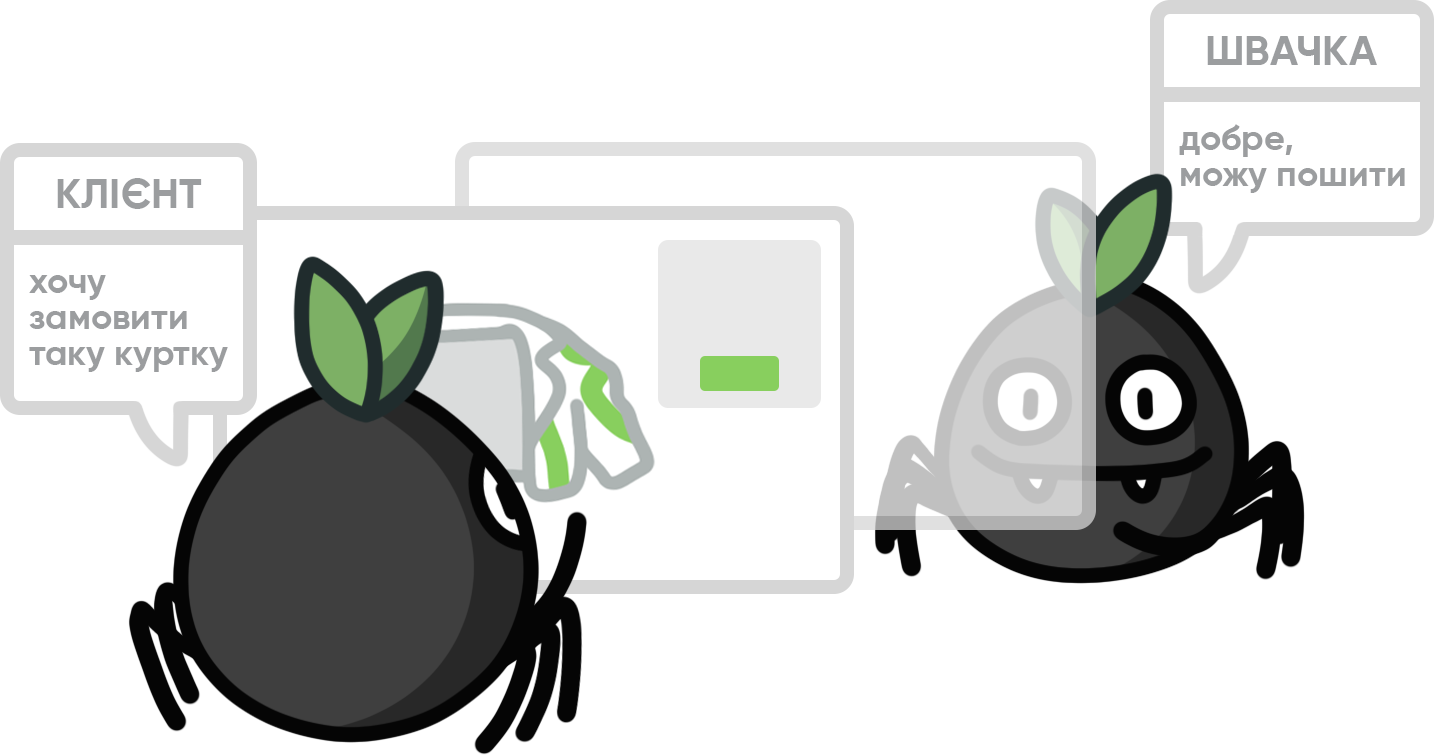 КЛІЄНТ
хочу
замовити
таку куртку
ШВАЧКА
добре,
можу пошити